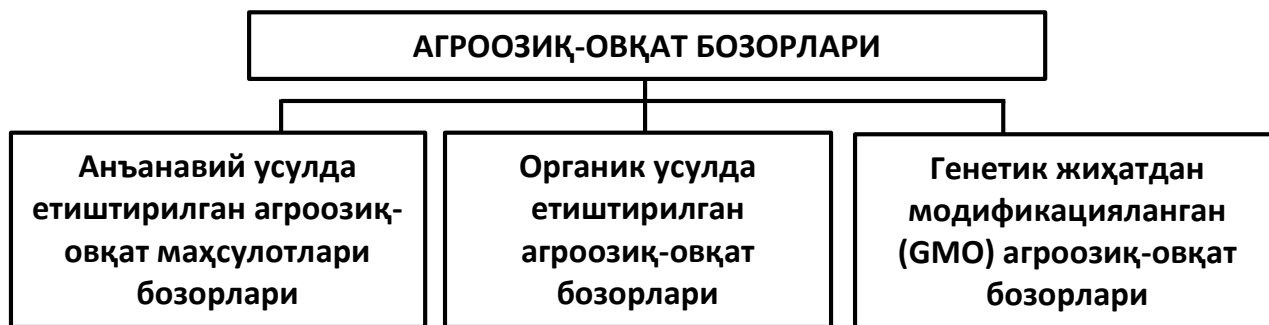 АГРООЗИҚ-ОВҚАТ БОЗОРЛАРИ
Анъанавий усулда
етиштирилган агроозиқ-
овқат маҳсулотлари
бозорлари
Органик усулда
етиштирилган
агроозиқ-овқат
бозорлари
Генетик жиҳатдан
модификацияланган
(GMO) агроозиқ-овқат
бозорлари